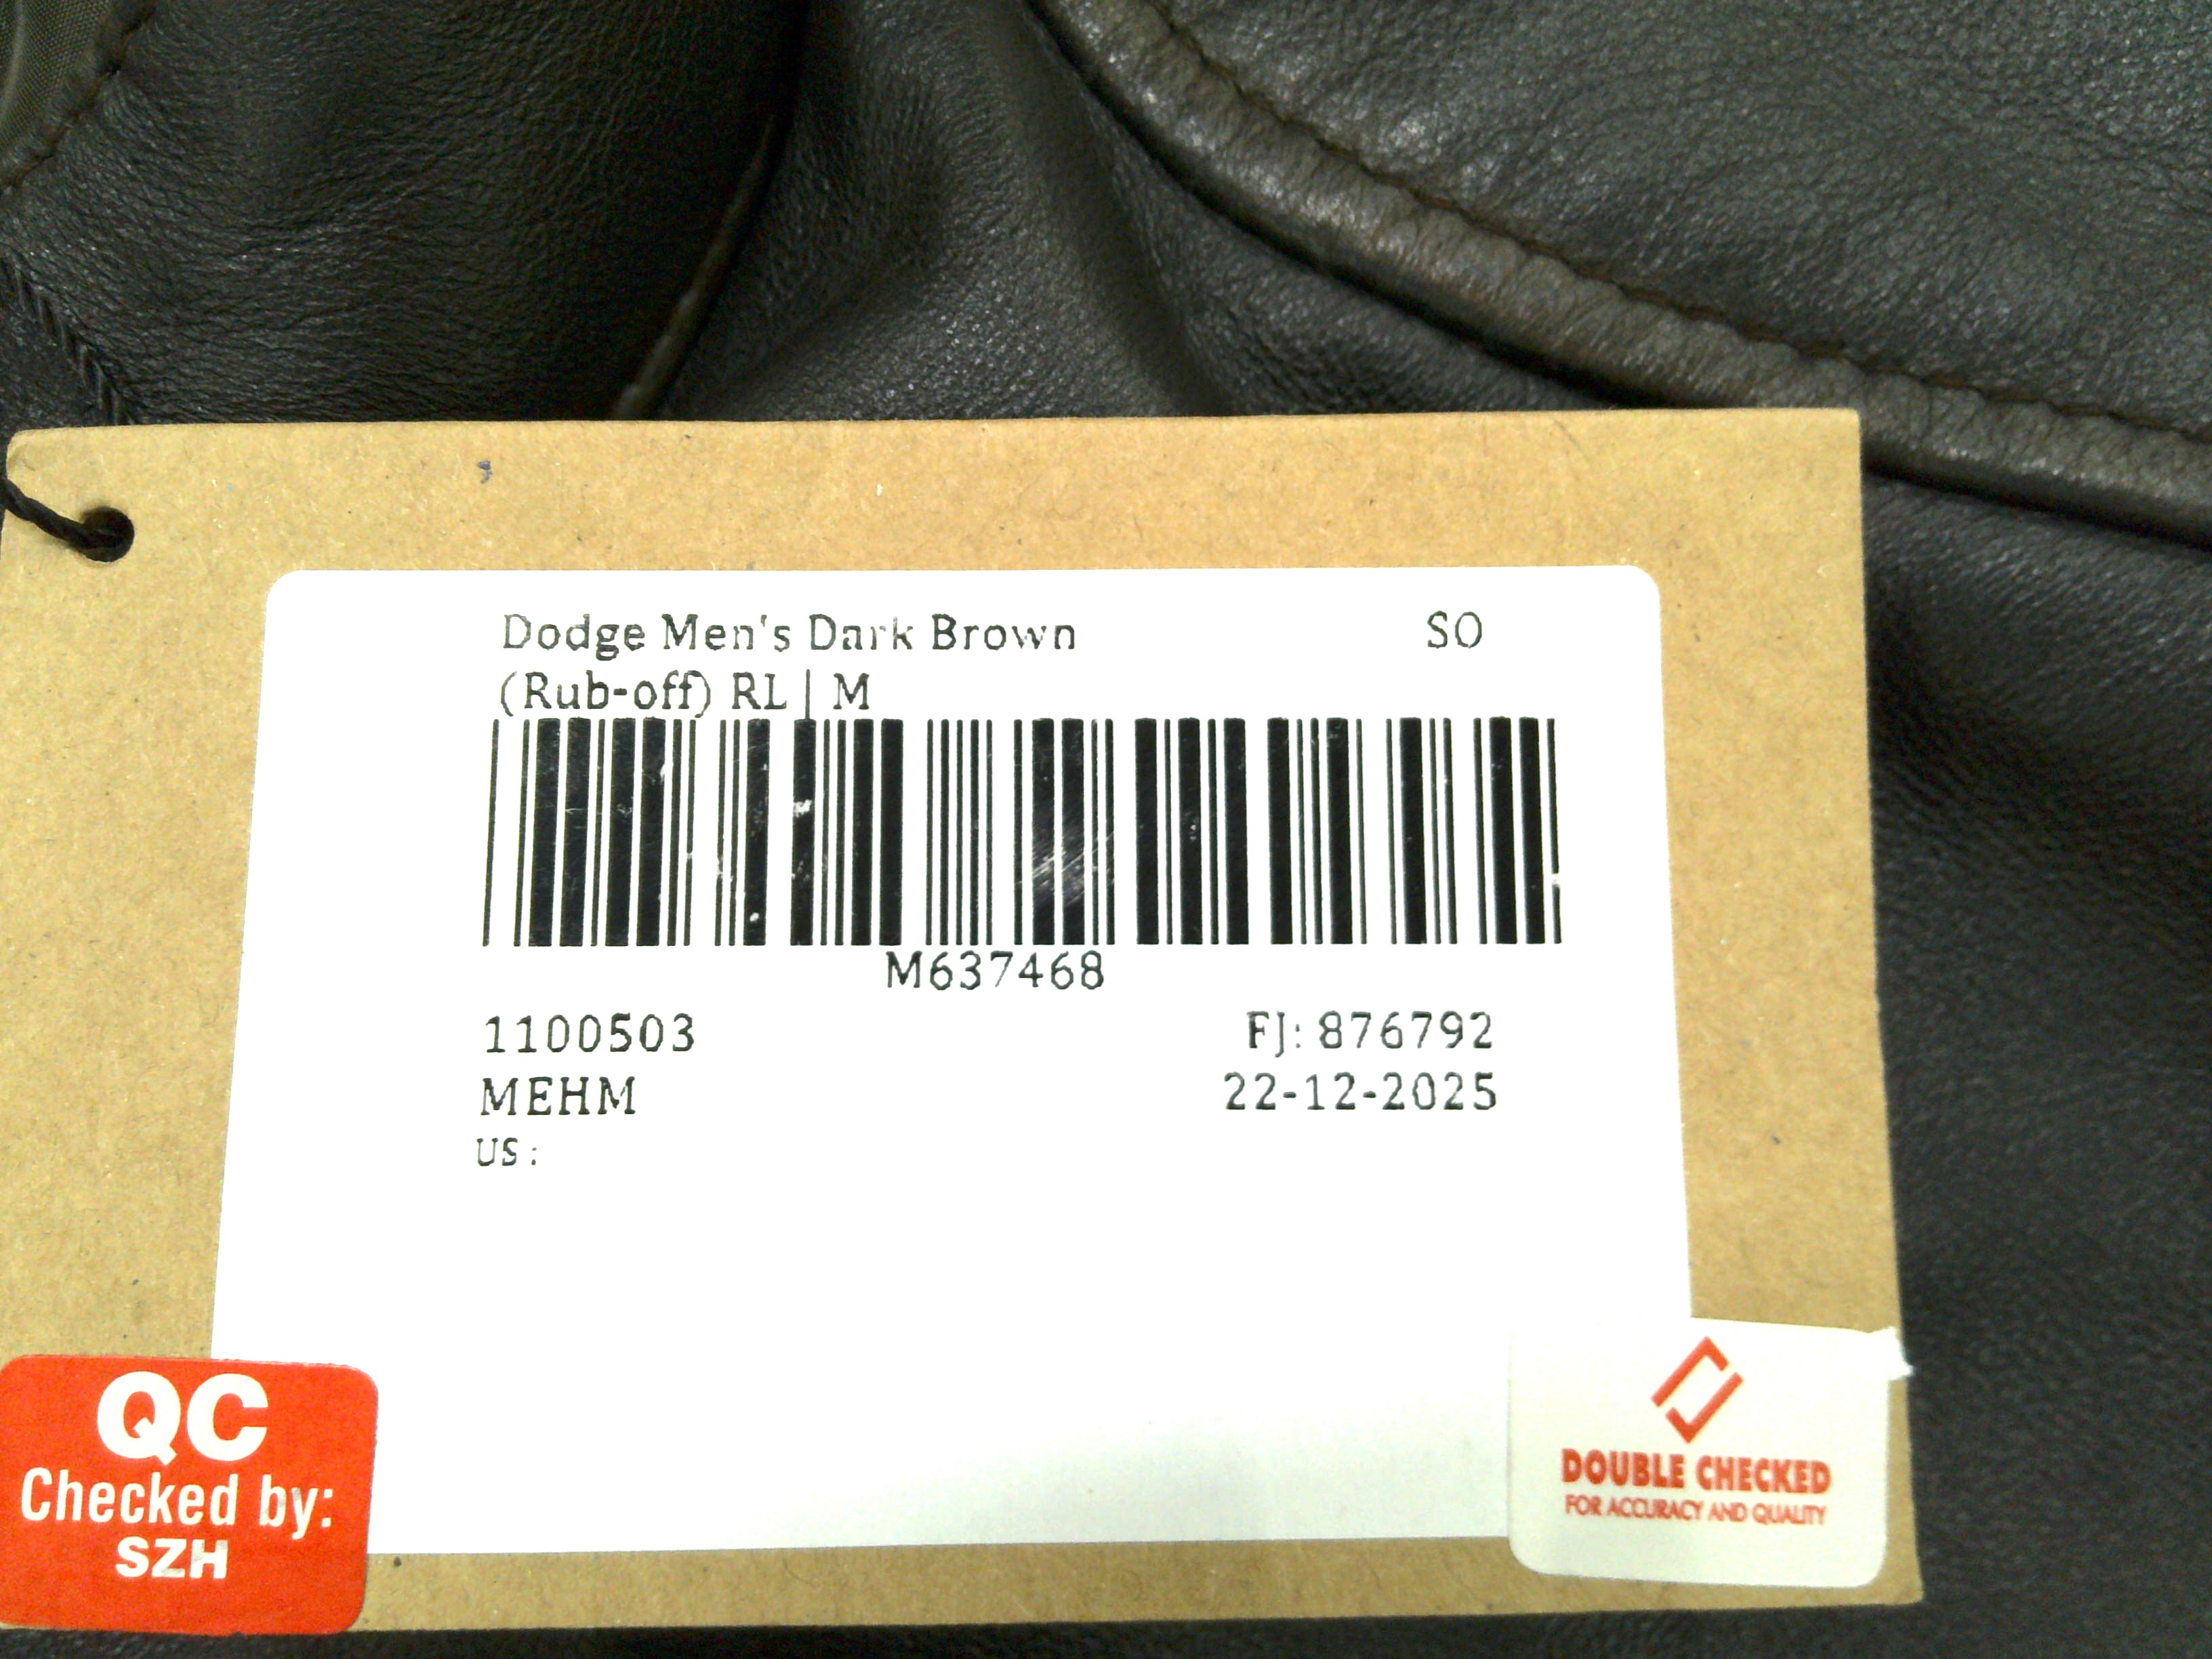 Dodge Men's Dark Brown SO
(Rub-off) RL | M
M637468
1100503 FJ: 876792
MEHM 22-12-2025
US :
QC
Checked by:
SZH
DOUBLE CHECKED
FOR ACCURACY AND QUALITY